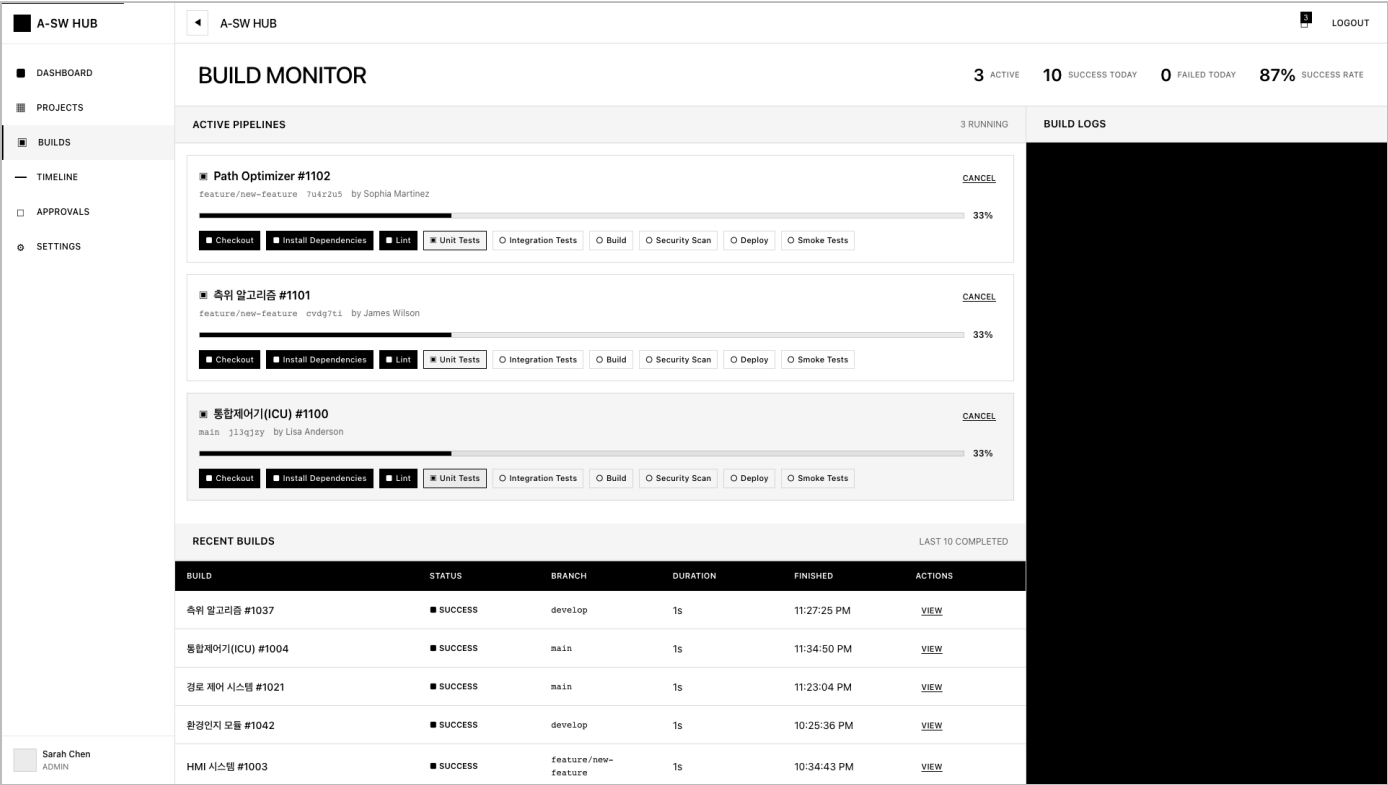 A-SW HUB
DASHBOARD
PROJECTS
BUILDS
TIMELINE
APPROVALS
SETTINGS
Sarah Chen
ADMIN
A-SW HUB
3
LOGOUT
BUILD MONITOR
3 ACTIVE 10 SUCCESS TODAY 0 FAILED TODAY 87% SUCCESS RATE
ACTIVE PIPELINES 3 RUNNING
Path Optimizer #1102 CANCEL
feature/new-feature 7u4r2u5 by Sophia Martinez
33%
Checkout Install Dependencies Lint Unit Tests Integration Tests Build Security Scan Deploy Smoke Tests
측위 알고리즘 #1101 CANCEL
feature/new-feature cvdg7ti by James Wilson
33%
Checkout Install Dependencies Lint Unit Tests Integration Tests Build Security Scan Deploy Smoke Tests
통합제어기(ICU) #1100 CANCEL
main jl3qjzy by Lisa Anderson
33%
Checkout Install Dependencies Lint Unit Tests Integration Tests Build Security Scan Deploy Smoke Tests
RECENT BUILDS LAST 10 COMPLETED
BUILD STATUS BRANCH DURATION FINISHED ACTIONS
측위 알고리즘 #1037 SUCCESS develop 1s 11:27:25 PM VIEW
통합제어기(ICU) #1004 SUCCESS main 1s 11:34:50 PM VIEW
경로 제어 시스템 #1021 SUCCESS main 1s 11:23:04 PM VIEW
환경인지 모듈 #1042 SUCCESS develop 1s 10:25:36 PM VIEW
HMI 시스템 #1003 SUCCESS feature/new-feature 1s 10:34:43 PM VIEW
BUILD LOGS